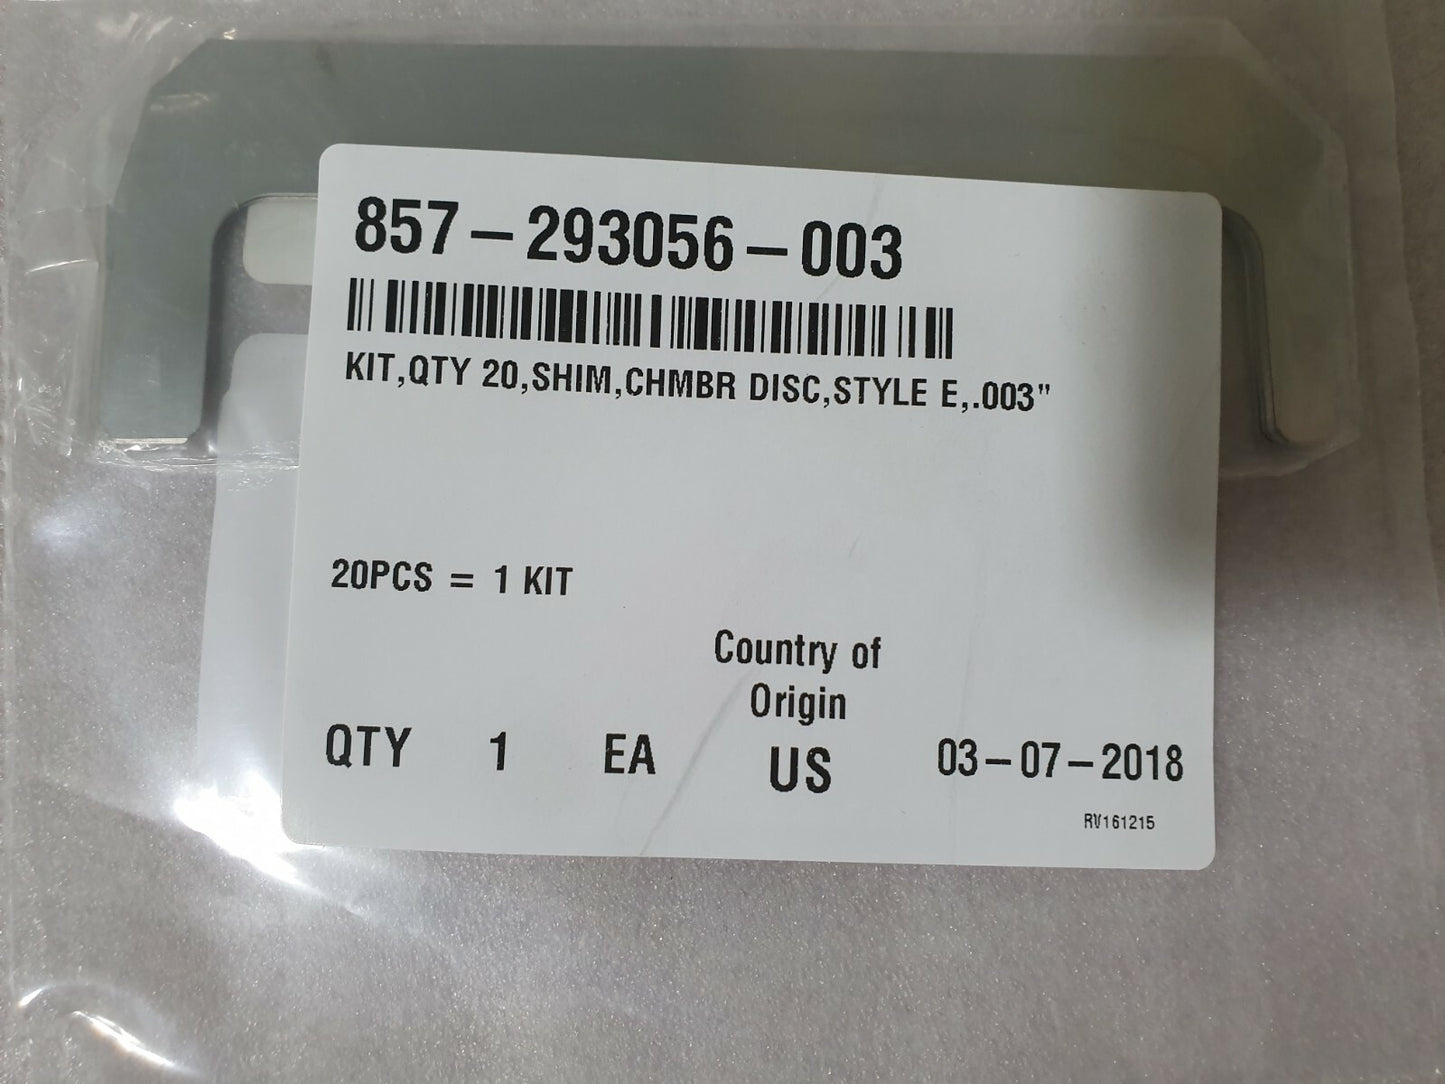 857-293056-003
KIT,QTY 20,SHIM,CHMBR DISC,STYLE E,.003"
20PCS = 1 KIT
Country of
Origin
QTY 1 EA US 03-07-2018
RV161215